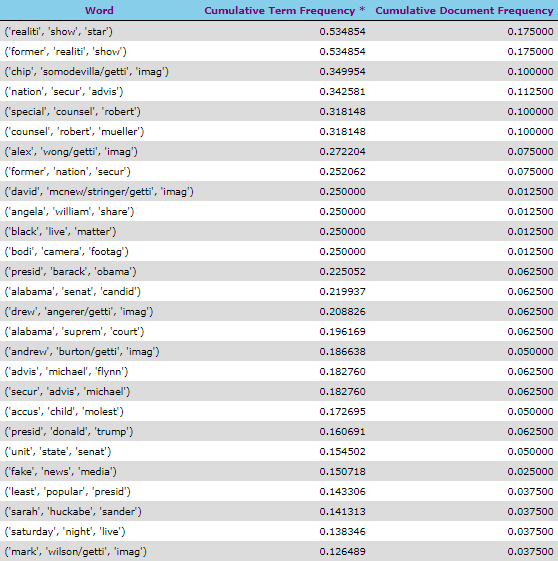 Word Cumulative Term Frequency * Cumulative Document Frequency
('realiti', 'show', 'star') 0.534854 0.175000
('former', 'realiti', 'show') 0.534854 0.175000
('chip', 'somodevilla/getti', 'imag') 0.349954 0.100000
('nation', 'secur', 'advis') 0.342581 0.112500
('special', 'counsel', 'robert') 0.318148 0.100000
('counsel', 'robert', 'mueller') 0.318148 0.100000
('alex', 'wong/getti', 'imag') 0.272204 0.075000
('former', 'nation', 'secur') 0.252062 0.075000
('david', 'mcnew/stringer/getti', 'imag') 0.250000 0.012500
('angela', 'william', 'share') 0.250000 0.012500
('black', 'live', 'matter') 0.250000 0.012500
('bodi', 'camera', 'footag') 0.250000 0.012500
('presid', 'barack', 'obama') 0.225052 0.062500
('alabama', 'senat', 'candid') 0.219937 0.062500
('drew', 'angerer/getti', 'imag') 0.208826 0.062500
('alabama', 'suprem', 'court') 0.196169 0.062500
('andrew', 'burton/getti', 'imag') 0.186638 0.050000
('advis', 'michael', 'flynn') 0.182760 0.062500
('secur', 'advis', 'michael') 0.182760 0.062500
('accus', 'child', 'molest') 0.172695 0.050000
('presid', 'donald', 'trump') 0.160691 0.062500
('unit', 'state', 'senat') 0.154502 0.050000
('fake', 'news', 'media') 0.150718 0.025000
('least', 'popular', 'presid') 0.143306 0.037500
('sarah', 'huckabe', 'sander') 0.141313 0.037500
('saturday', 'night', 'live') 0.138346 0.037500
('mark', 'wilson/getti', 'imag') 0.126489 0.037500